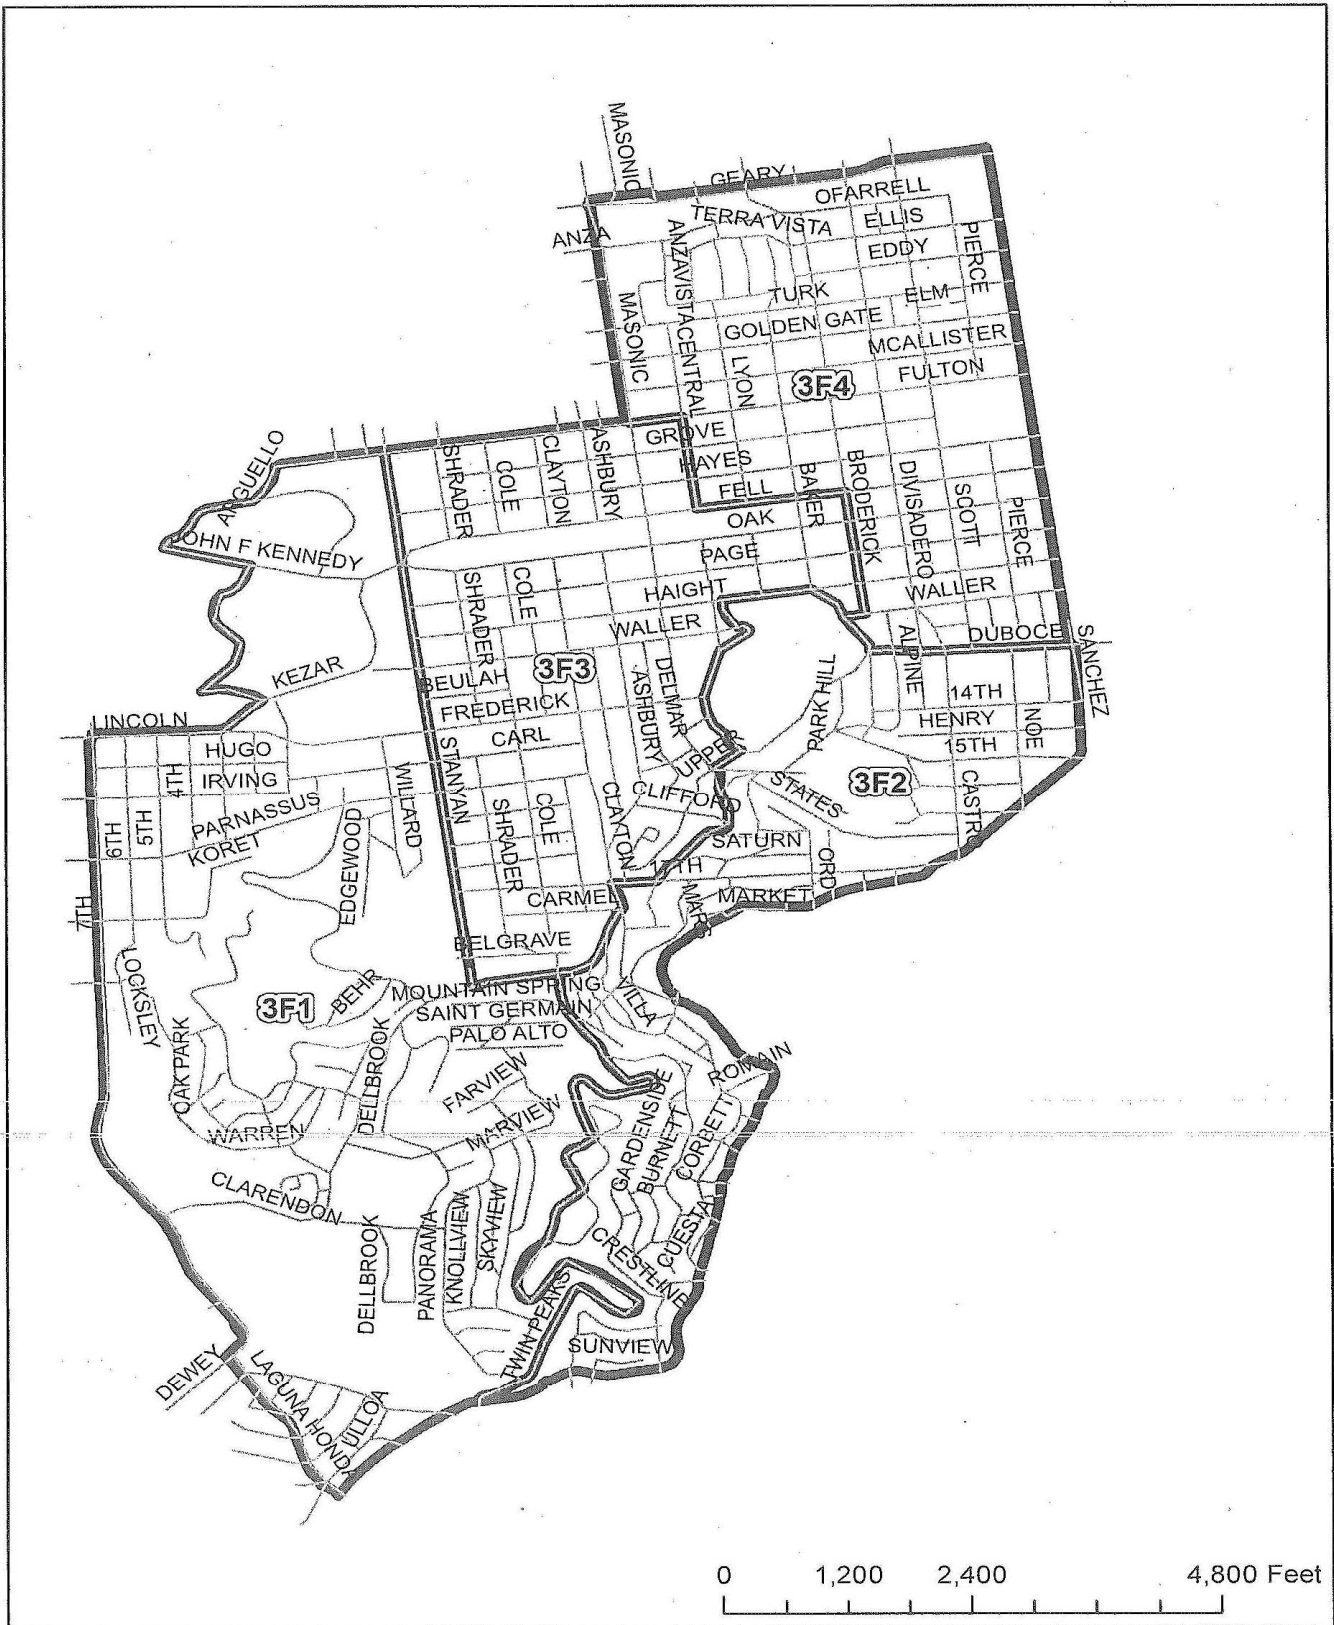 MASONIC
GEARY
OFARRELL
TERRA VISTA
ELLIS
ANZA
EDDY
ANZAVISTA
PIERCE
TURK
ELM
MASONIC
GOLDEN GATE
MCALLISTER
CENTRAL
LYON
FULTON
3F4
GROVE
ARGUELLO
SHRADER
COLE
CLAYTON
ASHBURY
HAYES
FELL
BAKER
BRODERICK
DIVISADERO
SCOTT
PIERCE
OAK
JOHN F KENNEDY
PAGE
SHRADER
COLE
HAIGHT
WALLER
WALLER
DUBOCE
SANCHEZ
ALPINE
KEZAR
BEULAH
3F3
DELMAR
ASHBURY
PARK HILL
14TH
FREDERICK
LINCOLN
HENRY
NOE
HUGO
CARL
UPPER
15TH
4TH
IRVING
STANYAN
WILLARD
CLIFFORD
STATES
3F2
CASTRO
PARNASSUS
6TH
5TH
KORET
EDGEWOOD
SHRADER
COLE
CLAYTON
SATURN
17TH
ORD
7TH
CARMEL
MARS
MARKET
BELGRAVE
LOCKSLEY
3F1
BEHR
MOUNTAIN SPRING
VILLA
SAINT GERMAIN
PALO ALTO
OAK PARK
DELLBROOK
FARVIEW
ROMAIN
WARREN
MARVIEW
GARDENSIDE
BURNETT
CORBETT
CLARENDON
DELLBROOK
PANORAMA
KNOLLVIEW
SKYVIEW
CUESTA
CRESTLINE
TWIN PEAKS
SUNVIEW
DEWEY
LAGUNA HONDA
ULLOA
0 1,200 2,400 4,800 Feet